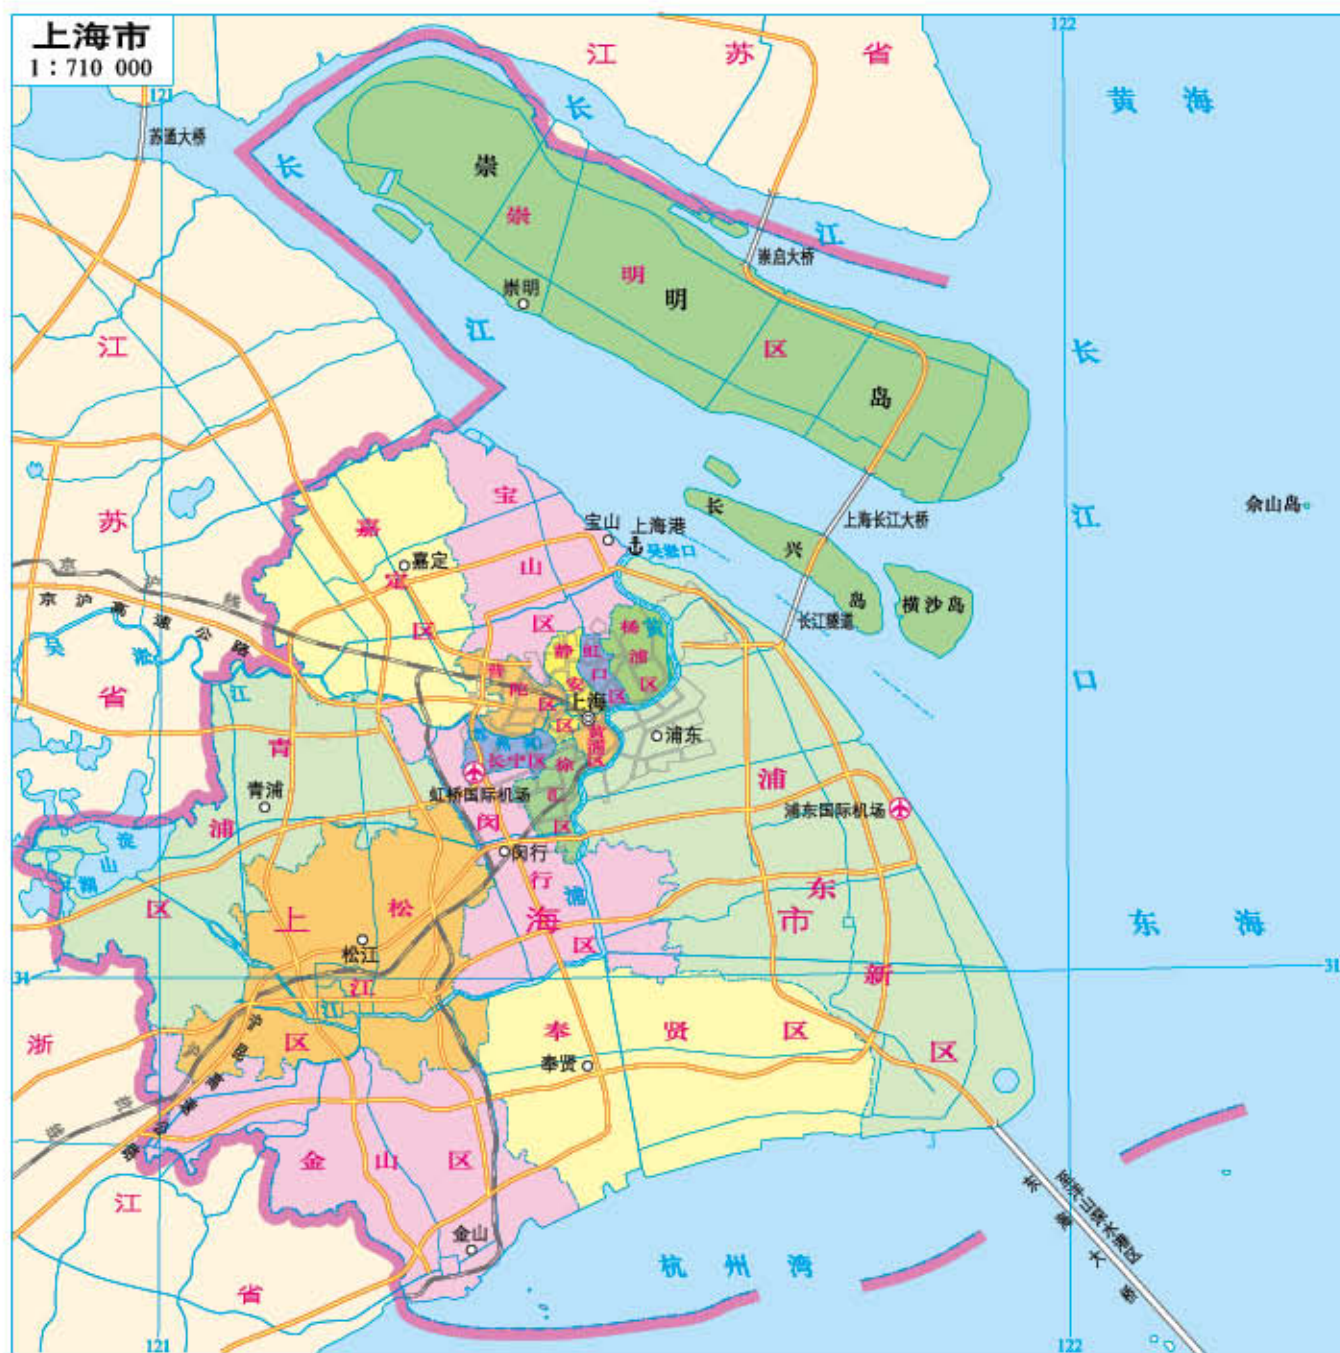 上海市
1：710 000
122
江 苏 省
黄 海
121
苏通大桥
长
长
江
崇
崇
明
明
区
岛
崇明
崇启大桥
江
江
长
江
口
江
苏
省
嘉
定
区
嘉定
宝
山
区
宝山
上海港
吴淞口
长
兴
岛
横沙岛
上海长江大桥
长江隧道
佘山岛
京
沪
线
京沪高速公路
吴
淞
江
杨
浦
区
黄
虹
口
区
静
安
区
普
陀
区
上海
黄
浦
区
长宁区
徐
汇
区
虹桥国际机场
浦东
浦东国际机场
青
浦
区
青浦
淀
山
湖
闵
行
区
闵行
浦
江
浦
东
新
区
上
海
市
松
江
区
松江
东 海
31
31
奉 贤 区
奉贤
浙
江
省
沪
金 山 区
金山
杭 州 湾
东
海
大
桥
至洋山深水港区
121
122